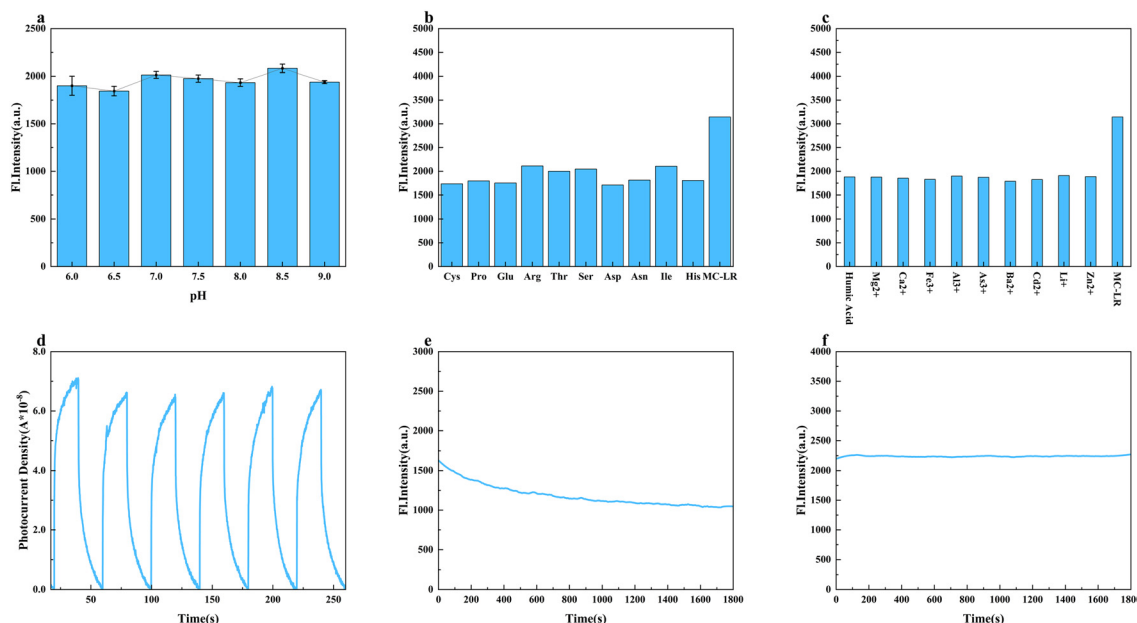 a
2500
2000
1500
1000
500
0
Fl.Intensity(a.u.)
6.0 6.5 7.0 7.5 8.0 8.5 9.0
pH
b
5000
4500
4000
3500
3000
2500
2000
1500
1000
500
0
Fl.Intensity(a.u.)
Cys Pro Glu Arg Thr Ser Asp Asn Ile His MC-LR
c
5000
4500
4000
3500
3000
2500
2000
1500
1000
500
0
Fl.Intensity(a.u.)
Humic Acid
Mg2+
Ca2+
Fe3+
Al3+
As3+
Ba2+
Cd2+
Li+
Zn2+
MC-LR
d
8.0
6.0
4.0
2.0
0.0
Photocurrent Density(A*10-8)
50 100 150 200 250
Time(s)
e
3000
2500
2000
1500
1000
500
0
Fl.Intensity(a.u.)
0 200 400 600 800 1000 1200 1400 1600 1800
Time(s)
f
4000
3500
3000
2500
2000
1500
1000
500
0
Fl.Intensity(a.u.)
0 200 400 600 800 1000 1200 1400 1600 1800
Time(s)